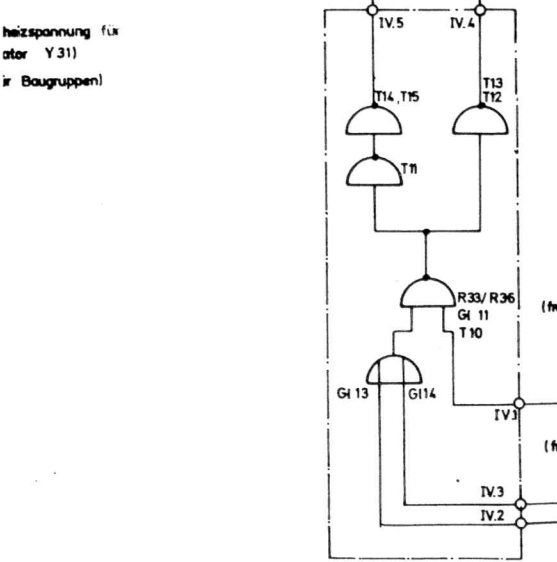 heizspannung für
ator Y 31)
ir Baugruppen)
IV.5
IV.4
T13
T12
T14, T15
T11
R33/R36
Gl 11
T10
Gl 13
Gl 14
IV.1
IV.3
IV.2